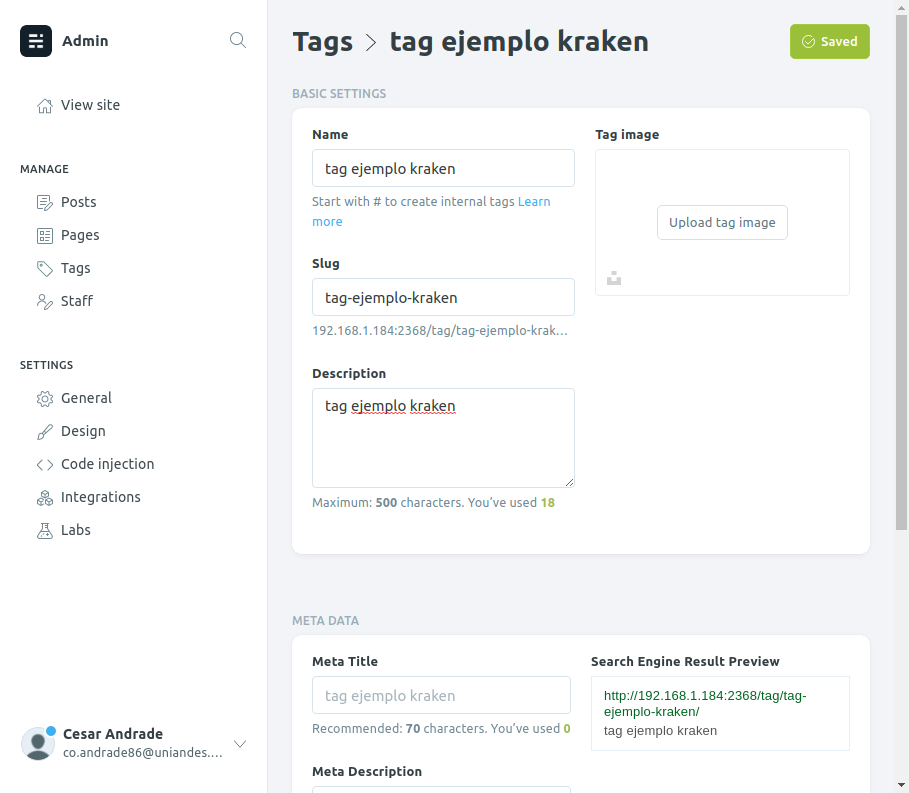 Admin
View site
MANAGE
Posts
Pages
Tags
Staff
SETTINGS
General
Design
Code injection
Integrations
Labs
Cesar Andrade
co.andrade86@uniandes....
Tags > tag ejemplo kraken
Saved
BASIC SETTINGS
Name
tag ejemplo kraken
Start with # to create internal tags Learn
more
Slug
tag-ejemplo-kraken
192.168.1.184:2368/tag/tag-ejemplo-krak...
Description
tag ejemplo kraken
Maximum: 500 characters. You’ve used 18
Tag image
Upload tag image
META DATA
Meta Title
tag ejemplo kraken
Recommended: 70 characters. You’ve used 0
Meta Description
Search Engine Result Preview
http://192.168.1.184:2368/tag/tag-
ejemplo-kraken/
tag ejemplo kraken